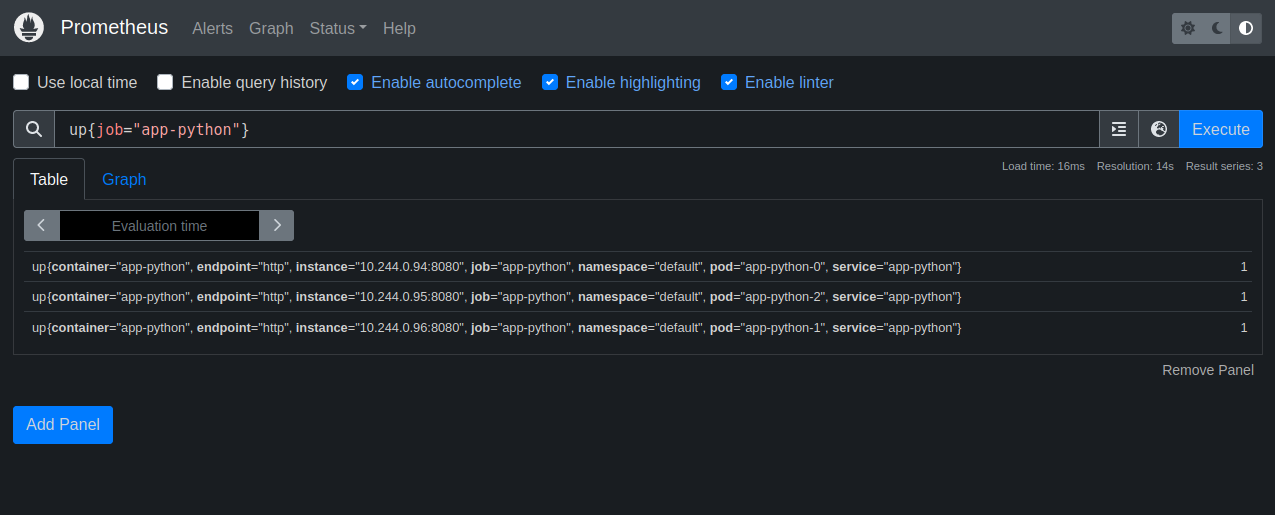 Prometheus Alerts Graph Status Help
Use local time Enable query history Enable autocomplete Enable highlighting Enable linter
up{job="app-python"} Execute
Load time: 16ms Resolution: 14s Result series: 3
Table Graph
Evaluation time
up{container="app-python", endpoint="http", instance="10.244.0.94:8080", job="app-python", namespace="default", pod="app-python-0", service="app-python"} 1
up{container="app-python", endpoint="http", instance="10.244.0.95:8080", job="app-python", namespace="default", pod="app-python-2", service="app-python"} 1
up{container="app-python", endpoint="http", instance="10.244.0.96:8080", job="app-python", namespace="default", pod="app-python-1", service="app-python"} 1
Remove Panel
Add Panel